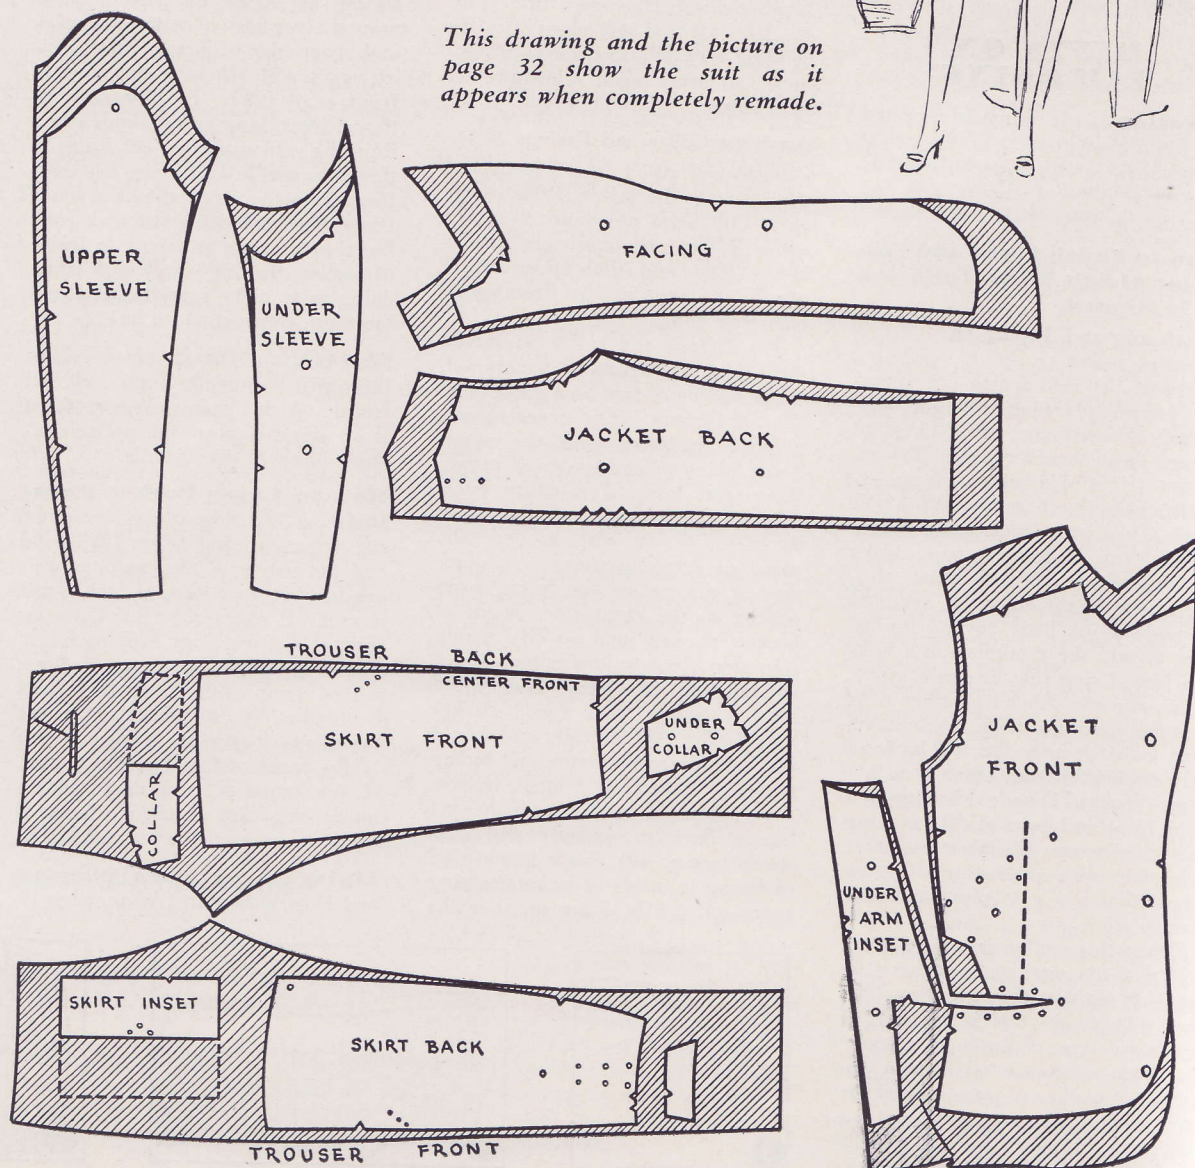 This drawing and the picture on
page 32 show the suit as it
appears when completely remade.
UPPER
SLEEVE
UNDER
SLEEVE
FACING
JACKET BACK
TROUSER BACK
CENTER FRONT
SKIRT FRONT
UNDER
COLLAR
COLLAR
JACKET
FRONT
UNDER
ARM
INSET
SKIRT INSET
SKIRT BACK
TROUSER FRONT